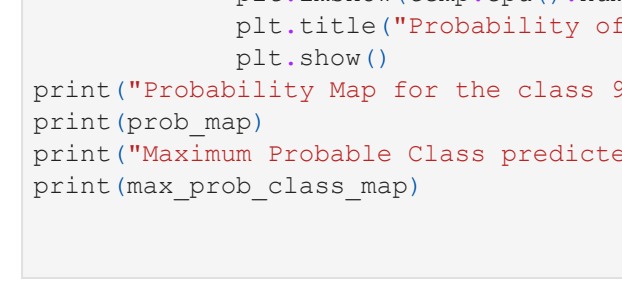 plt.title("Probability of
plt.show()
print("Probability Map for the class 9
print(prob_map)
print("Maximum Probable Class predicte
print(max_prob_class_map)